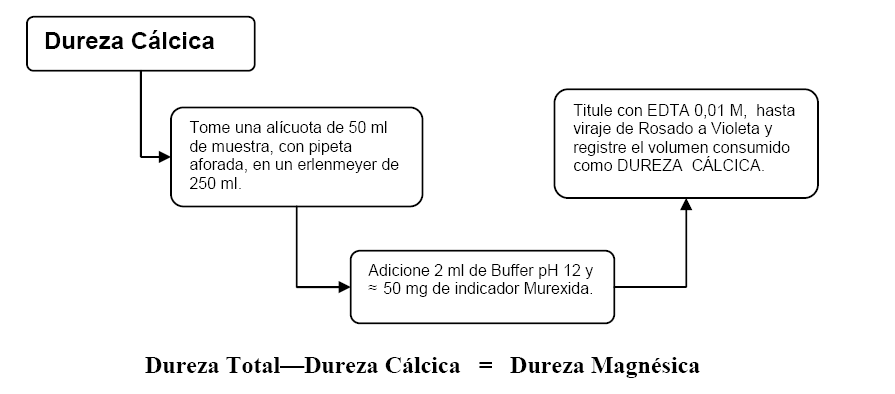 Dureza Cálcica
Tome una alícuota de 50 ml
de muestra, con pipeta
aforada, en un erlenmeyer de
250 ml.
Adicione 2 ml de Buffer pH 12 y
≈ 50 mg de indicador Murexida.
Titule con EDTA 0,01 M, hasta
viraje de Rosado a Violeta y
registre el volumen consumido
como DUREZA CÁLCICA.
Dureza Total—Dureza Cálcica = Dureza Magnésica